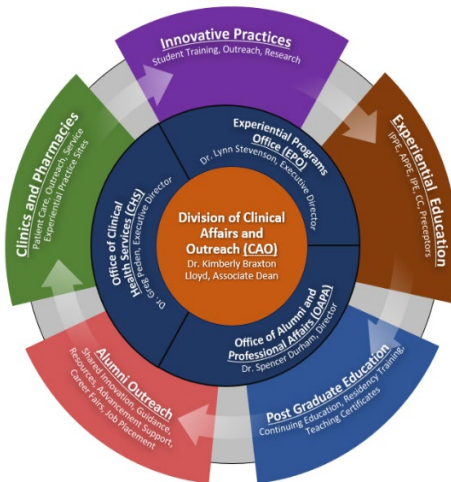 Innovative Practices
Student Training, Outreach, Research
Experiential Education
IPPE, APPE, IPE, CC, Preceptors
Post Graduate Education
Continuing Education, Residency Training,
Teaching Certificates
Alumni Outreach
Shared Innovation, Guidance,
Resources, Advancement Support,
Career Fairs, Job Placement
Clinics and Pharmacies
Patient Care, Outreach, Service
Experiential Practice Sites
Experiential Programs
Office (EPO)
Dr. Lynn Stevenson, Executive Director
Office of Alumni and
Professional Affairs (OAPA)
Dr. Spencer Durham, Director
Office of Clinical
Health Services (CHS)
Dr. Greg Peden, Executive Director
Division of Clinical
Affairs and
Outreach (CAO)
Dr. Kimberly Braxton
Lloyd, Associate Dean